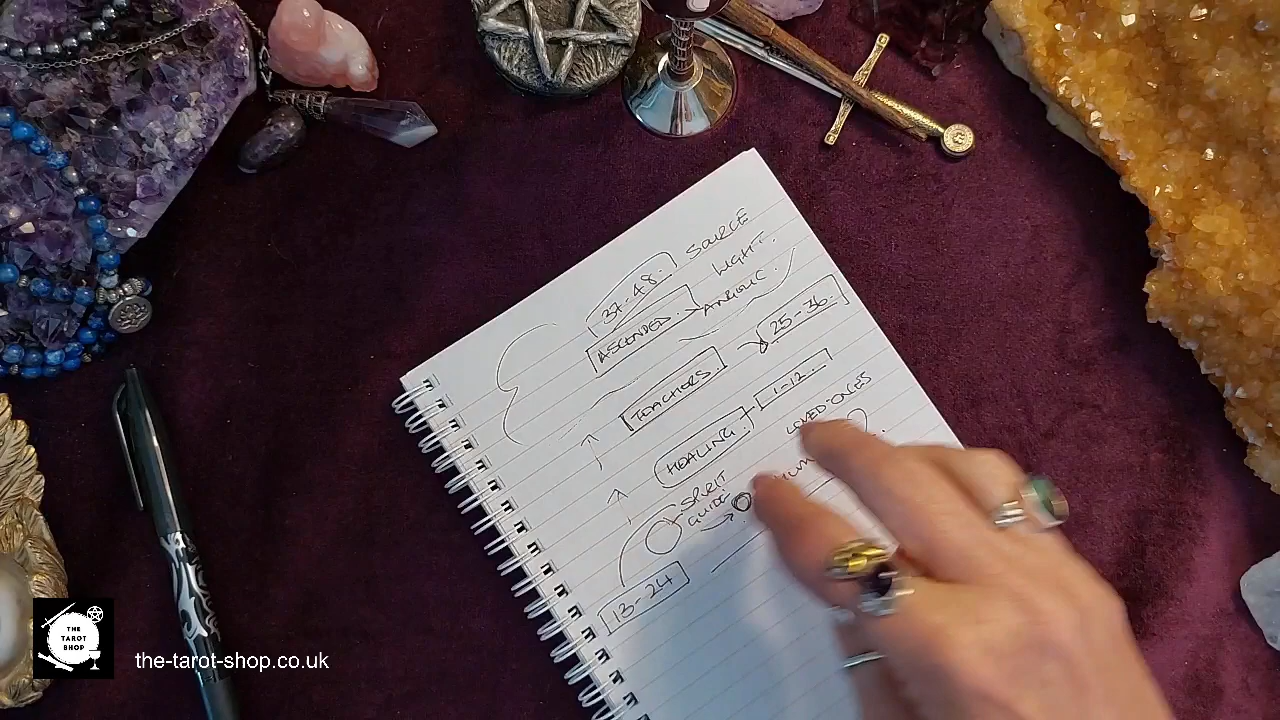 37-48. SOURCE
LIGHT.
ASCENDED. ANGELIC.
25-36.
TEACHERS.
1-12.
HEALING. LOVED ONES
SPIRIT
GUIDE
13-24
THE
TAROT
SHOP
the-tarot-shop.co.uk